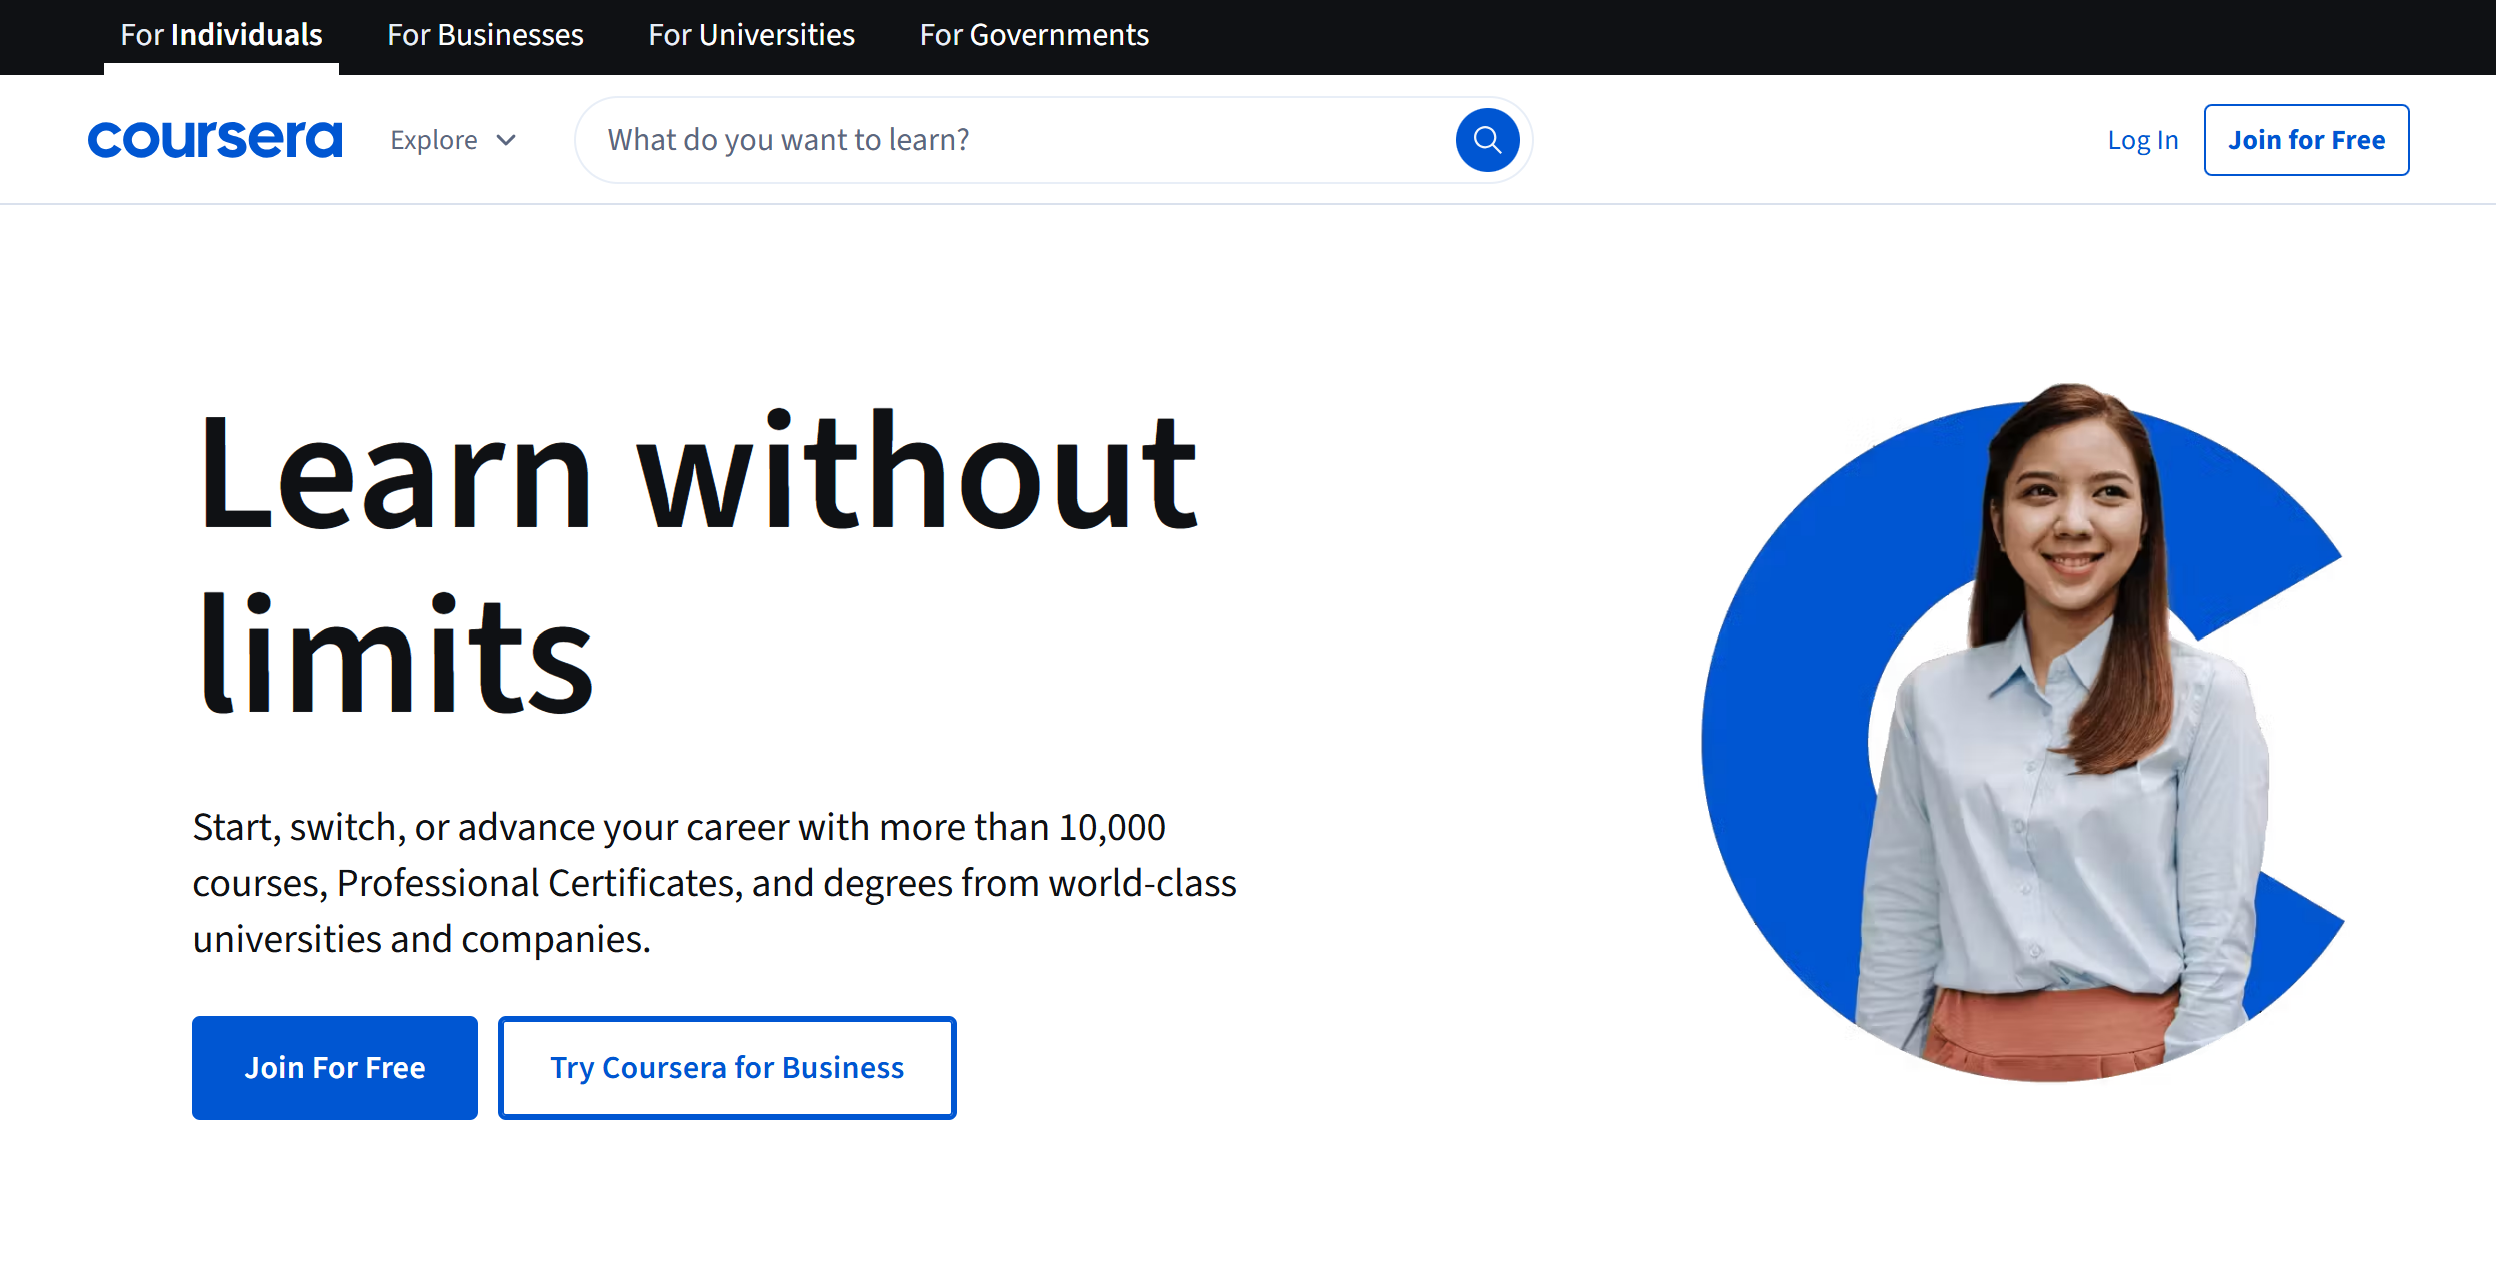 For Individuals For Businesses For Universities For Governments
coursera Explore What do you want to learn? Log In Join for Free
Learn without
limits
Start, switch, or advance your career with more than 10,000
courses, Professional Certificates, and degrees from world-class
universities and companies.
Join For Free Try Coursera for Business